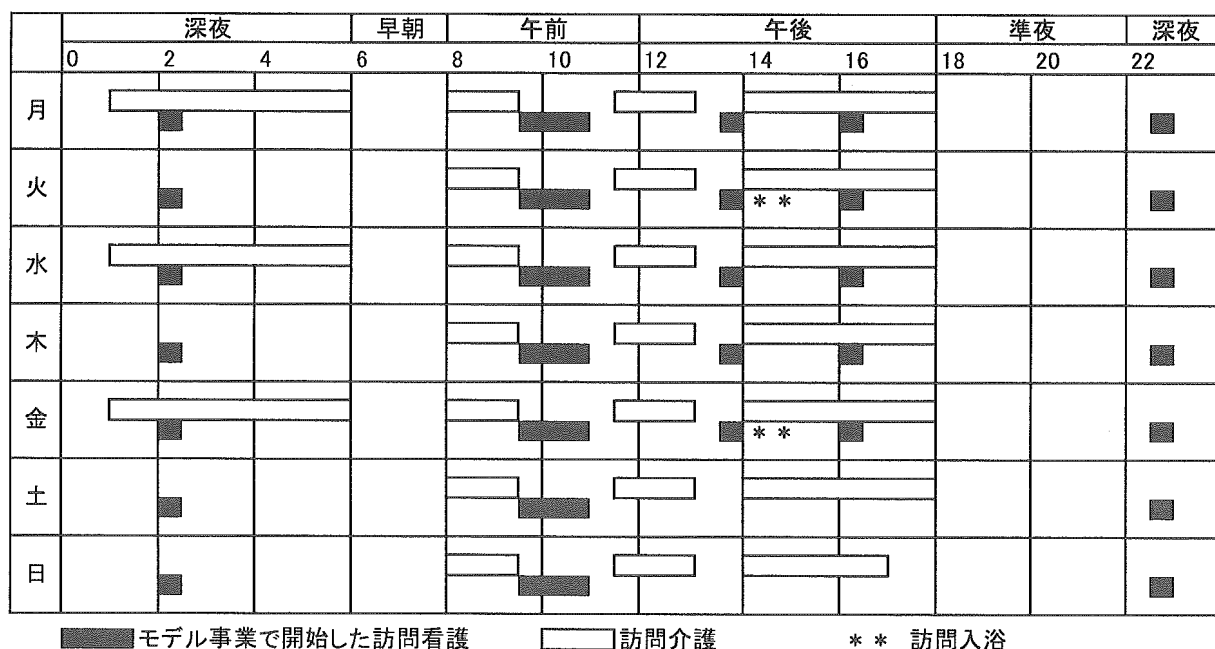 深夜 早朝 午前 午後 準夜 深夜
0 2 4 6 8 10 12 14 16 18 20 22
月
火
* *
水
木
金
* *
土
日
モデル事業で開始した訪問看護 訪問介護 * * 訪問入浴